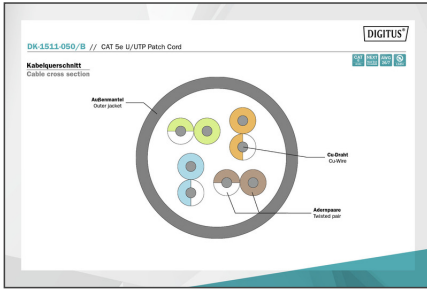 DIGITUS®
DK-1511-050/B // CAT 5e U/UTP Patch Cord
Kabelquerschnitt
Cable cross section
Außenmantel
Outer jacket
Cu-Draht
Cu-Wire
Aderspaare
Twisted pair